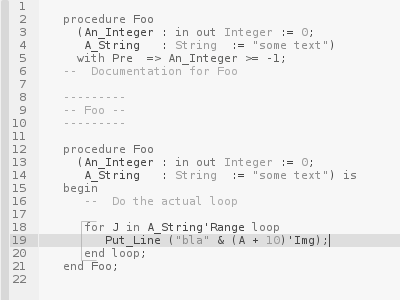 1
2 procedure Foo
3 (An_Integer : in out Integer := 0;
4 A_String : String := "some text")
5 with Pre => An_Integer >= -1;
6 -- Documentation for Foo
7
8 ---------
9 -- Foo --
10 ---------
11
12 procedure Foo
13 (An_Integer : in out Integer := 0;
14 A_String : String := "some text") is
15 begin
16 -- Do the actual loop
17
18 for J in A_String'Range loop
19 Put_Line ("bla" & (A + 10)'Img);
20 end loop;
21 end Foo;
22